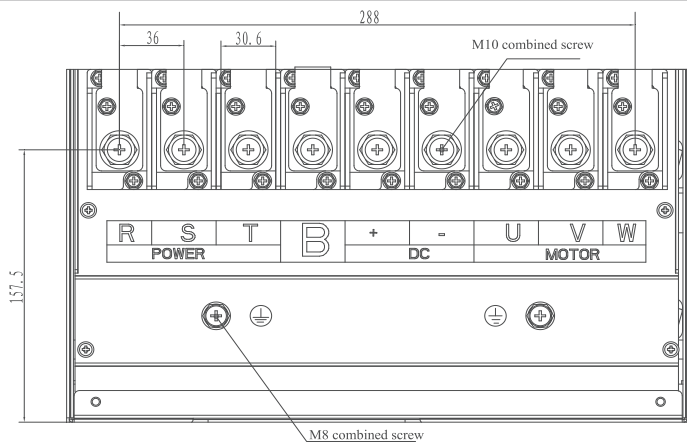 288
36
30.6
M10 combined screw
R S T B + - U V W
POWER DC MOTOR
157.5
M8 combined screw